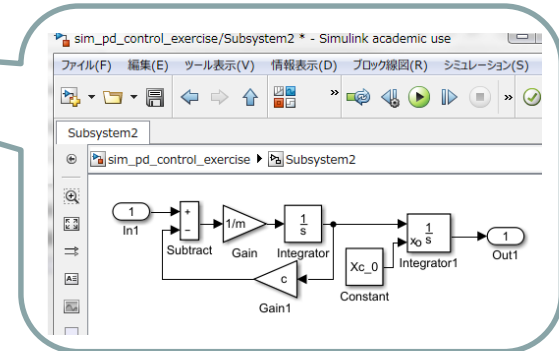 sim_pd_control_exercise/Subsystem2 * - Simulink academic use
ファイル(F) 編集(E) ツール表示(V) 情報表示(D) ブロック線図(R) シミュレーション(S)
» »
Subsystem2
sim_pd_control_exercise Subsystem2
1
In1
+
−
Subtract
1/m
Gain
1
s
Integrator
c
Gain1
Xc_0
Constant
xo
1
s
Integrator1
1
Out1